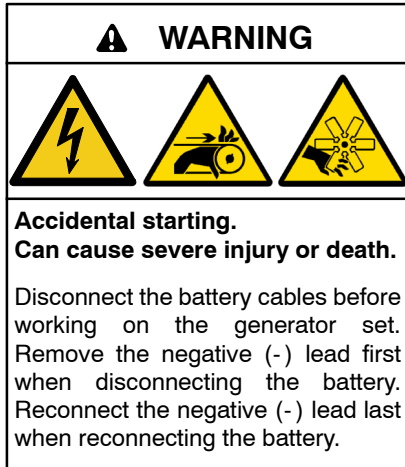 WARNING
Accidental starting.
Can cause severe injury or death.
Disconnect the battery cables before
working on the generator set.
Remove the negative (-) lead first
when disconnecting the battery.
Reconnect the negative (-) lead last
when reconnecting the battery.